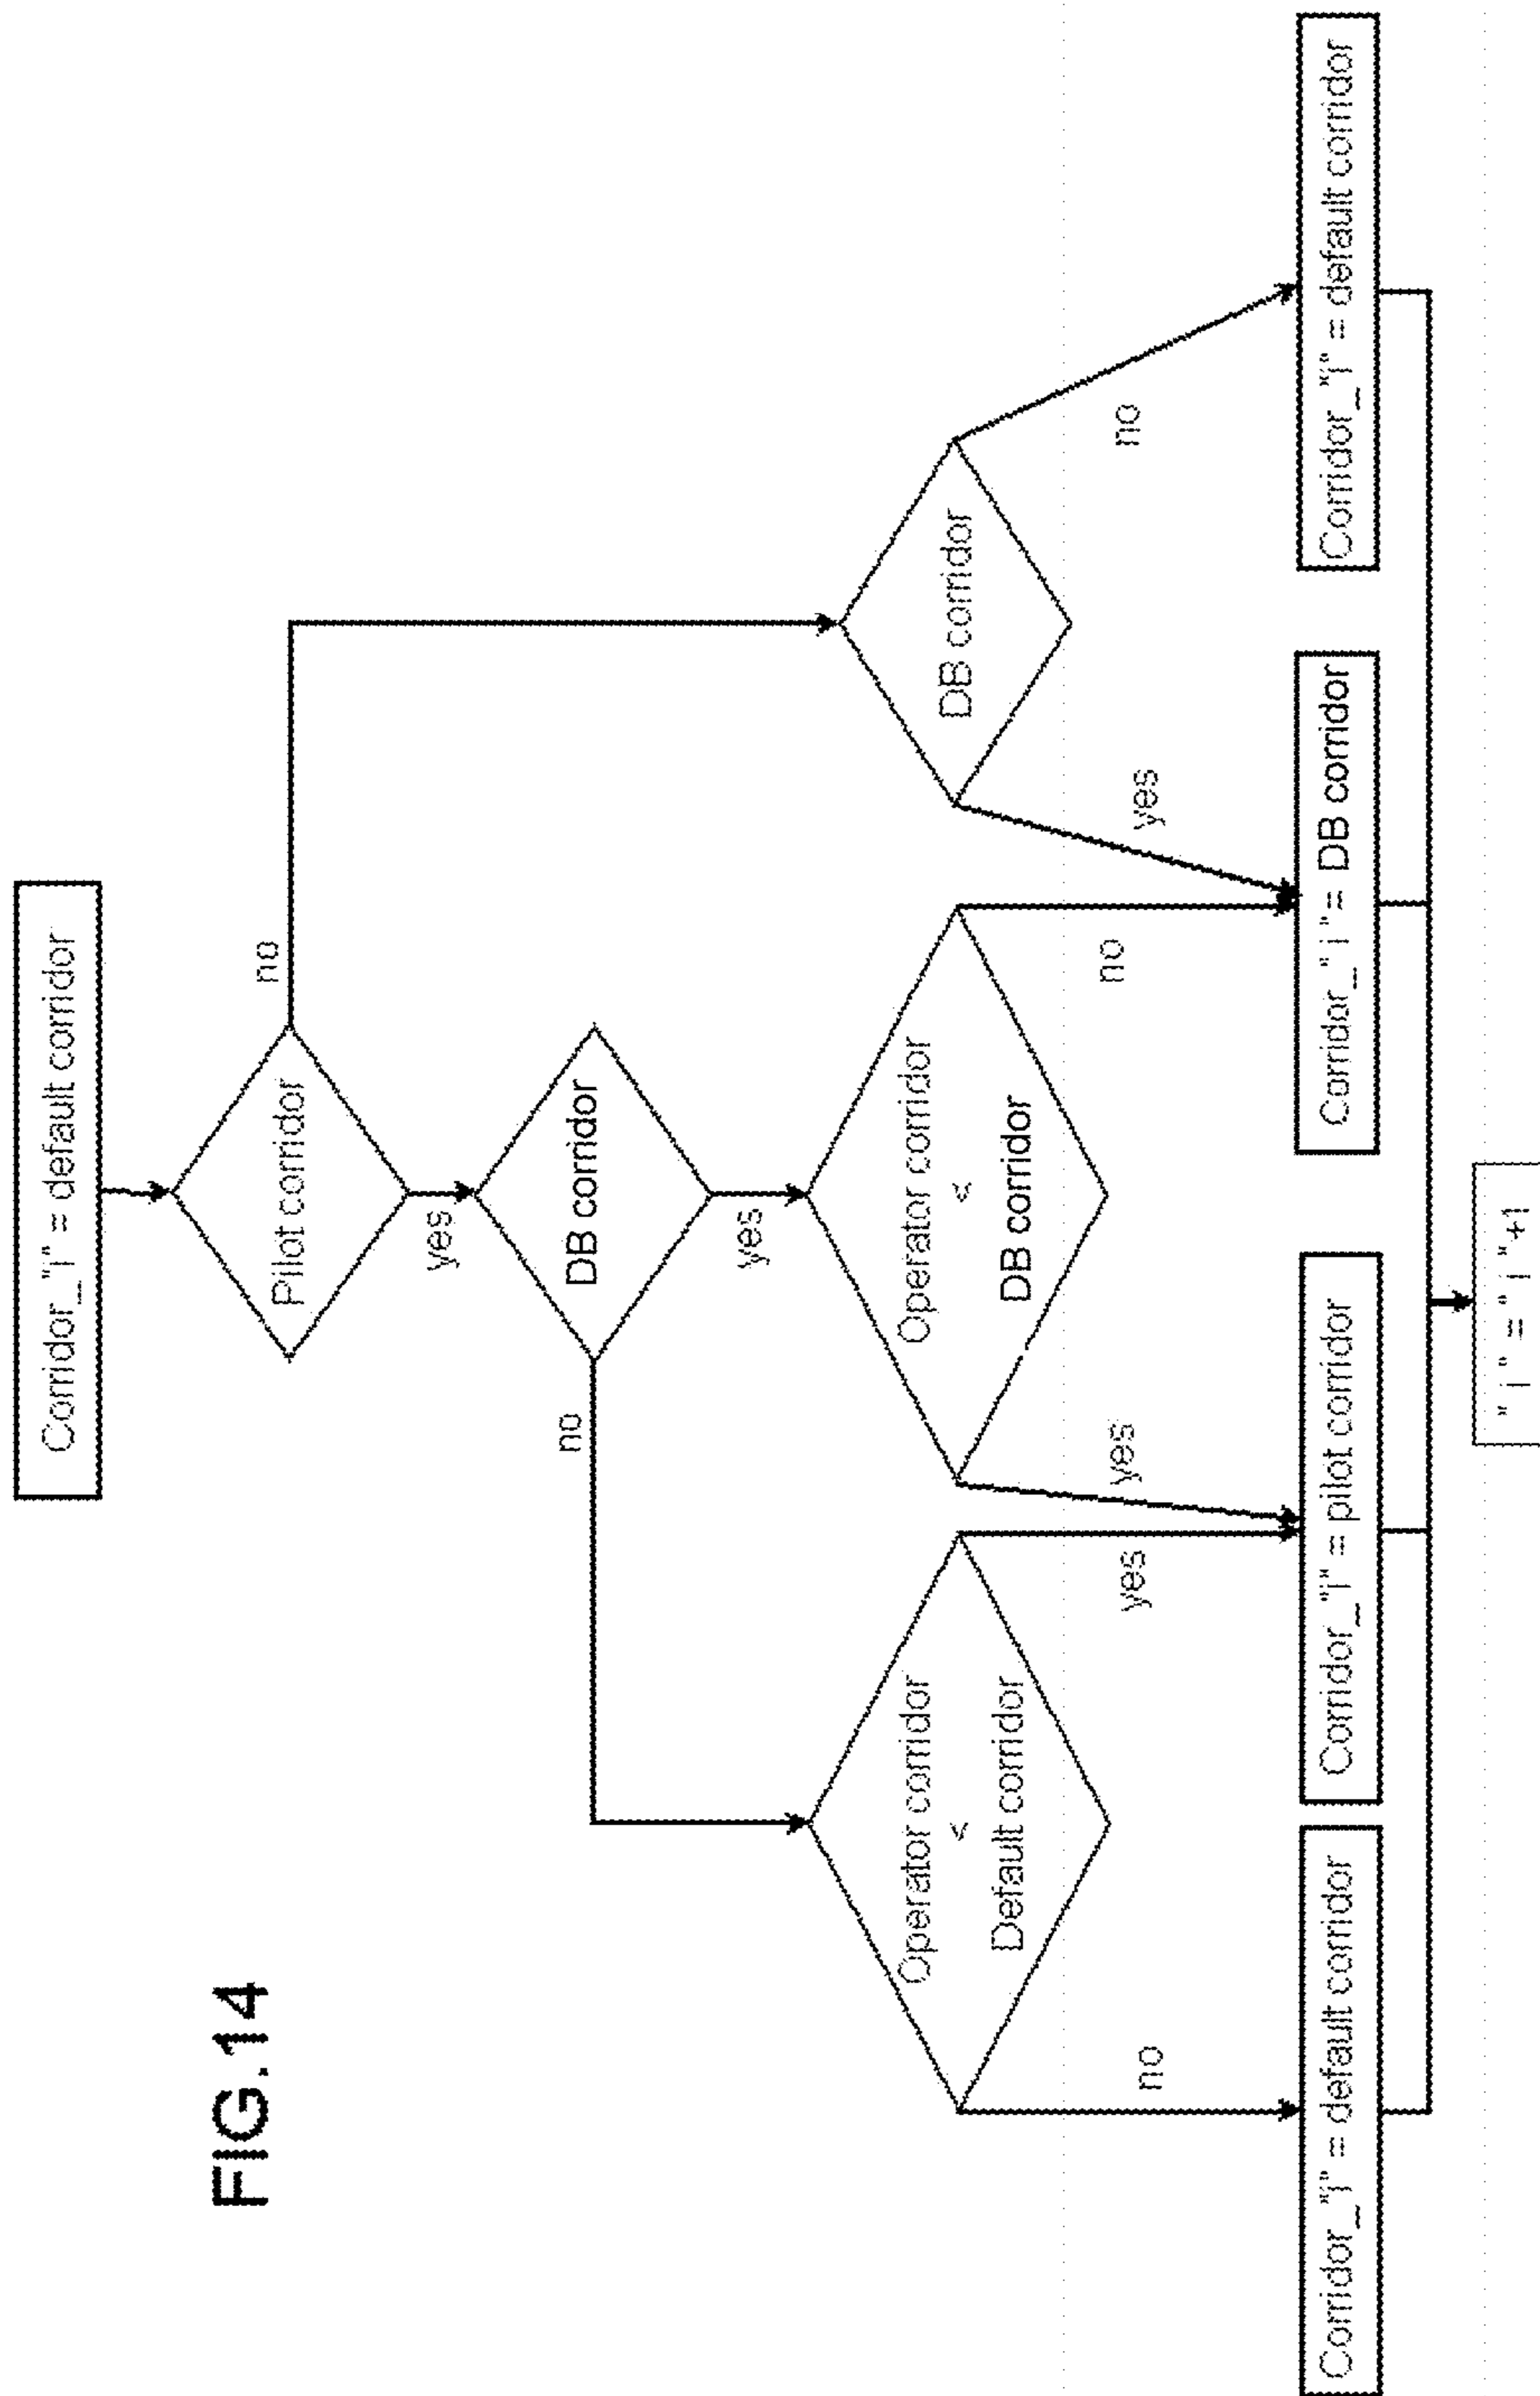 FIG.14
Corridor_"i" = default corridor
Pilot corridor
no
yes
DB corridor
no
yes
Operator corridor
<
Default corridor
Operator corridor
<
DB corridor
DB corridor
no
yes
yes
no
yes
no
Corridor_"i" = default corridor
Corridor_"i" = pilot corridor
Corridor_"i" = DB corridor
Corridor_"i" = default corridor
" i " = " i "+1